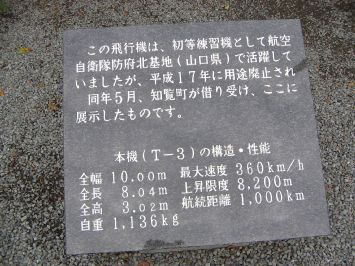 この飛行機は、初等練習機として航空
自衛隊防府北基地(山口県)で活躍して
いましたが、平成17年に用途廃止され
同年5月、知覧町が借り受け、ここに
展示したものです。
本機(T-3)の構造・性能
全幅 10.00m 最大速度 360km/h
全長 8.04m 上昇限度 8,200m
全高 3.02m 航続距離 1,000km
自重 1,136kg